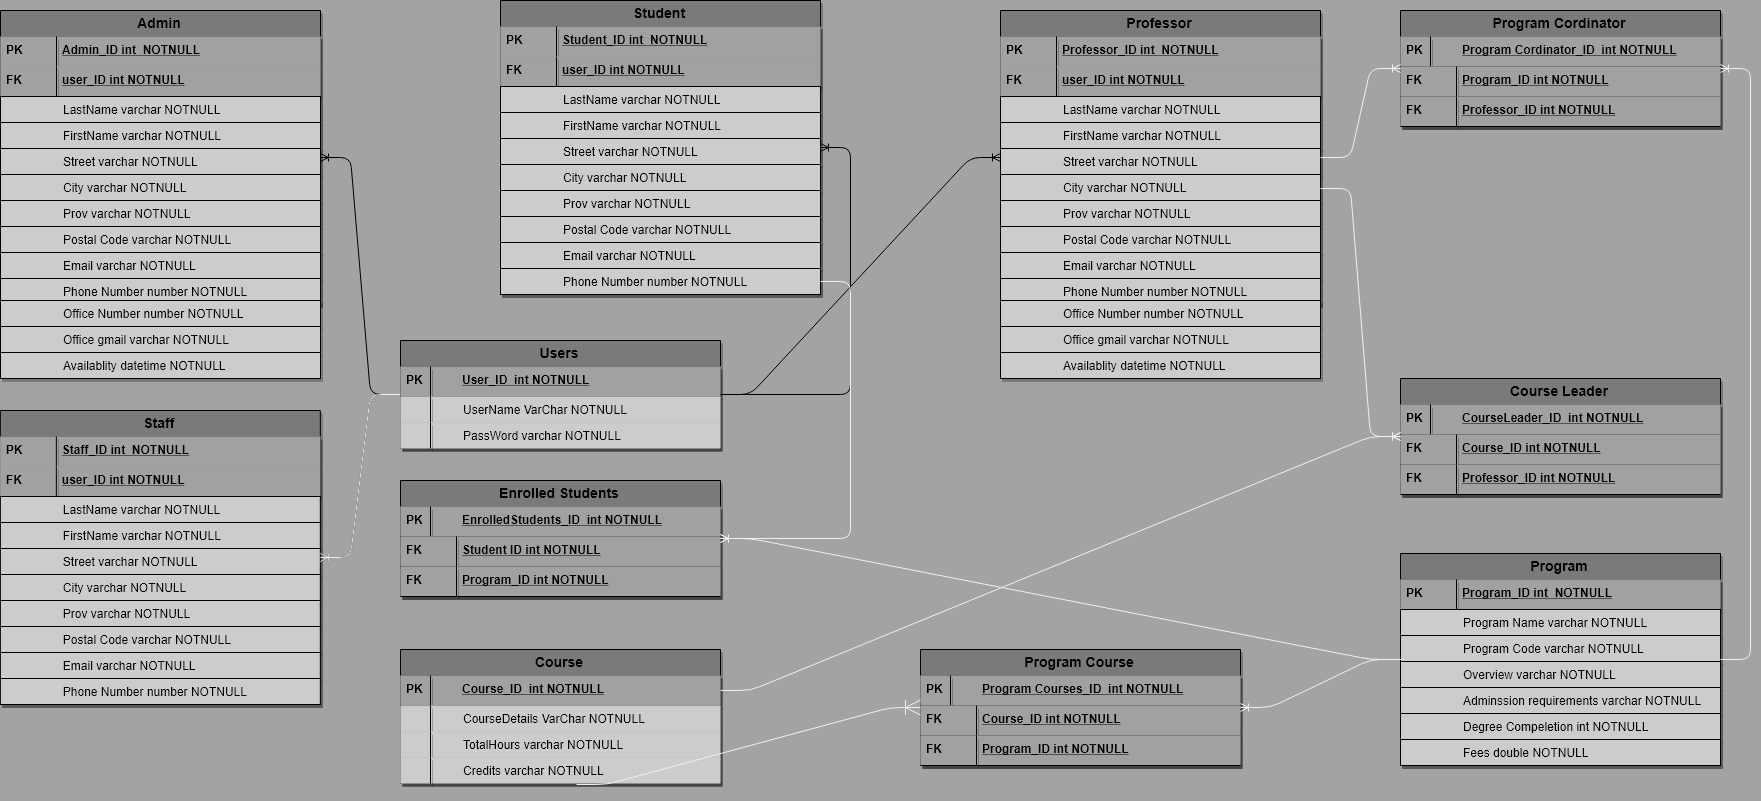 Admin
PK Admin_ID int NOTNULL
FK user_ID int NOTNULL
LastName varchar NOTNULL
FirstName varchar NOTNULL
Street varchar NOTNULL
City varchar NOTNULL
Prov varchar NOTNULL
Postal Code varchar NOTNULL
Email varchar NOTNULL
Phone Number number NOTNULL
Office Number number NOTNULL
Office gmail varchar NOTNULL
Availablity datetime NOTNULL
Student
PK Student_ID int NOTNULL
FK user_ID int NOTNULL
LastName varchar NOTNULL
FirstName varchar NOTNULL
Street varchar NOTNULL
City varchar NOTNULL
Prov varchar NOTNULL
Postal Code varchar NOTNULL
Email varchar NOTNULL
Phone Number number NOTNULL
Professor
PK Professor_ID int NOTNULL
FK user_ID int NOTNULL
LastName varchar NOTNULL
FirstName varchar NOTNULL
Street varchar NOTNULL
City varchar NOTNULL
Prov varchar NOTNULL
Postal Code varchar NOTNULL
Email varchar NOTNULL
Phone Number number NOTNULL
Office Number number NOTNULL
Office gmail varchar NOTNULL
Availablity datetime NOTNULL
Program Cordinator
PK Program Cordinator_ID int NOTNULL
FK Program_ID int NOTNULL
FK Professor_ID int NOTNULL
Users
PK User_ID int NOTNULL
UserName VarChar NOTNULL
PassWord varchar NOTNULL
Course Leader
PK CourseLeader_ID int NOTNULL
FK Course_ID int NOTNULL
FK Professor_ID int NOTNULL
Staff
PK Staff_ID int NOTNULL
FK user_ID int NOTNULL
LastName varchar NOTNULL
FirstName varchar NOTNULL
Street varchar NOTNULL
City varchar NOTNULL
Prov varchar NOTNULL
Postal Code varchar NOTNULL
Email varchar NOTNULL
Phone Number number NOTNULL
Enrolled Students
PK EnrolledStudents_ID int NOTNULL
FK Student ID int NOTNULL
FK Program_ID int NOTNULL
Course
PK Course_ID int NOTNULL
CourseDetails VarChar NOTNULL
TotalHours varchar NOTNULL
Credits varchar NOTNULL
Program Course
PK Program Courses_ID int NOTNULL
FK Course_ID int NOTNULL
FK Program_ID int NOTNULL
Program
PK Program_ID int NOTNULL
Program Name varchar NOTNULL
Program Code varchar NOTNULL
Overview varchar NOTNULL
Adminssion requirements varchar NOTNULL
Degree Compeletion int NOTNULL
Fees double NOTNULL